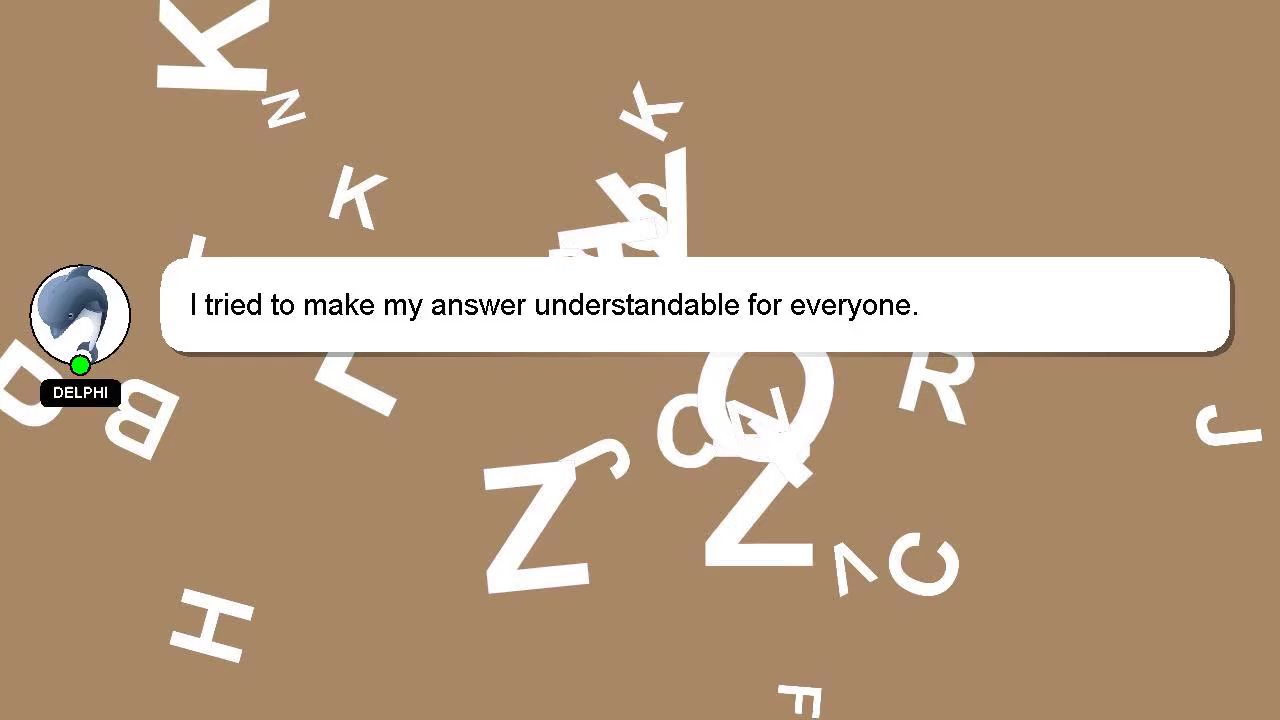 K
N
K
K
S
I tried to make my answer understandable for everyone.
DELPHI
B
L
Q
R
J
C
N
J
Z
Z
V
C
H
F